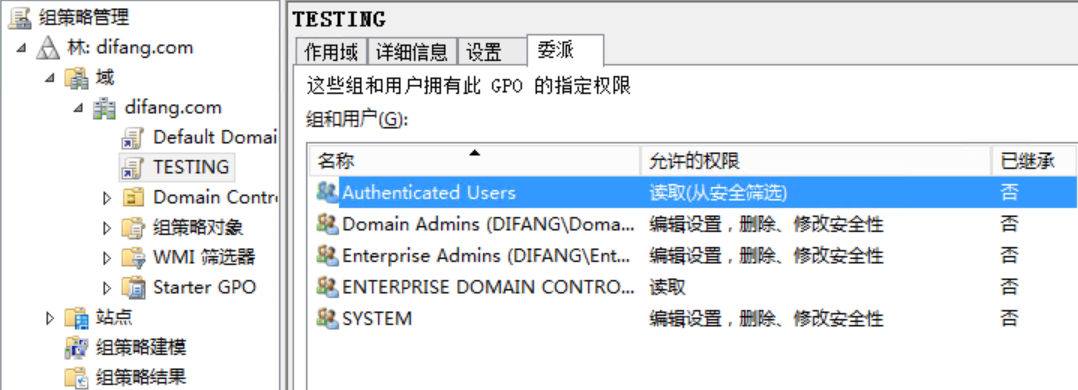 组策略管理
林: difang.com
域
difang.com
Default Domai
TESTING
Domain Contr
组策略对象
WMI 筛选器
Starter GPO
站点
组策略建模
组策略结果
TESTING
作用域 详细信息 设置 委派
这些组和用户拥有此 GPO 的指定权限
组和用户(G):
名称 允许的权限 已继承
Authenticated Users 读取(从安全筛选) 否
Domain Admins (DIFANG\Doma... 编辑设置，删除、修改安全性 否
Enterprise Admins (DIFANG\Ent... 编辑设置，删除、修改安全性 否
ENTERPRISE DOMAIN CONTRO... 读取 否
SYSTEM 编辑设置，删除、修改安全性 否